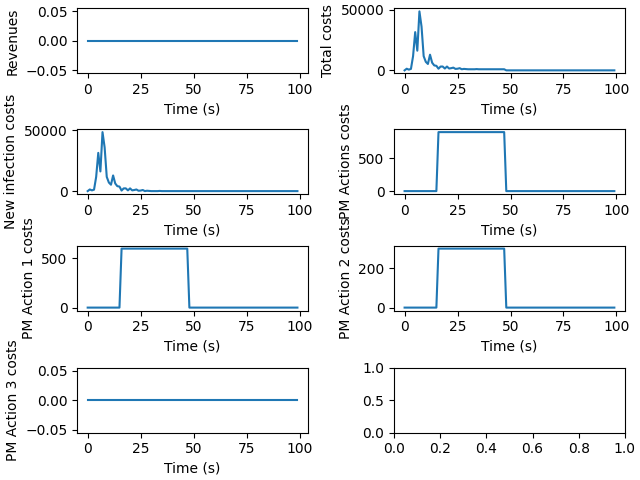 Revenues
0.05
0.00
−0.05
0 25 50 75 100
Time (s)
Total costs
50000
0
0 25 50 75 100
Time (s)
New infection costs
50000
0
0 25 50 75 100
Time (s)
PM Actions costs
500
0
0 25 50 75 100
Time (s)
PM Action 1 costs
500
0
0 25 50 75 100
Time (s)
PM Action 2 costs
200
0
0 25 50 75 100
Time (s)
PM Action 3 costs
0.05
0.00
−0.05
0 25 50 75 100
Time (s)
1.0
0.5
0.0
0.0 0.2 0.4 0.6 0.8 1.0